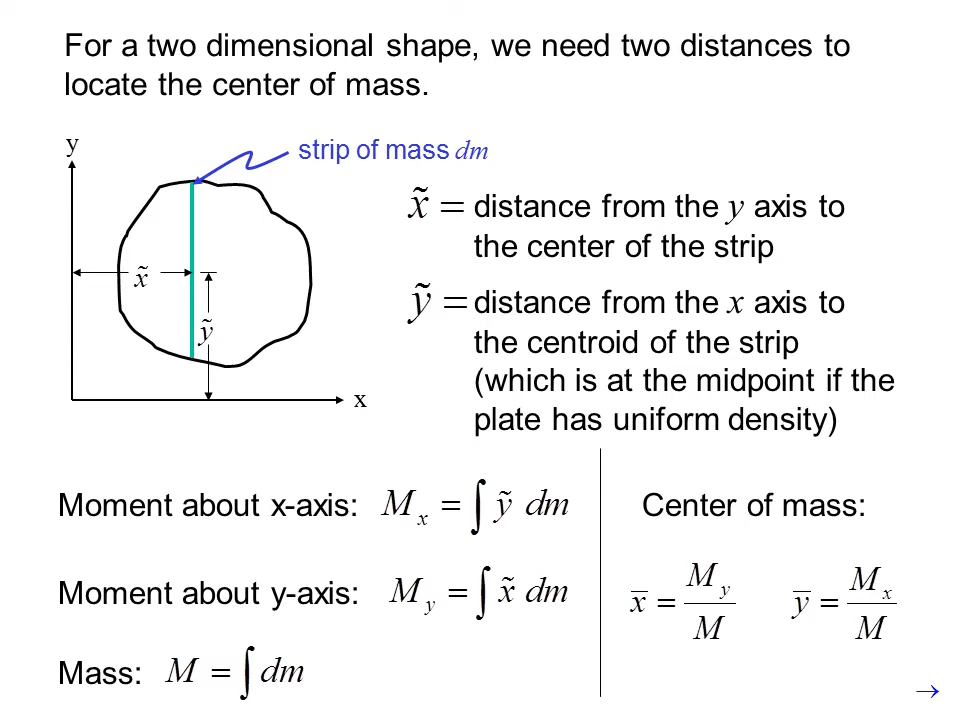 For a two dimensional shape, we need two distances to
locate the center of mass.
y
strip of mass dm
x̃ = distance from the y axis to
the center of the strip
x̃
ỹ = distance from the x axis to
the centroid of the strip
ỹ
(which is at the midpoint if the
x
plate has uniform density)
Moment about x-axis: Mₓ = ∫ ỹ dm
Center of mass:
Moment about y-axis: M_y = ∫ x̃ dm
x̅ = M_y / M y̅ = Mₓ / M
Mass: M = ∫ dm
→